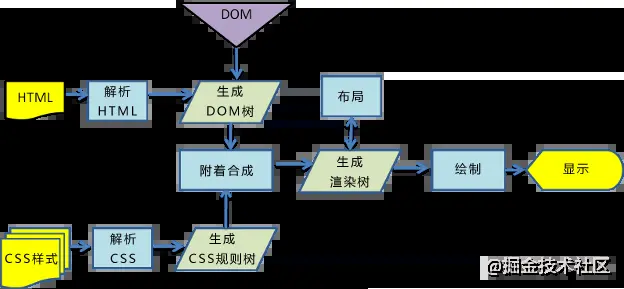 DOM
HTML
解析
HTML
生成
DOM树
布局
附着合成
生成
渲染树
绘制
显示
CSS样式
解析
CSS
生成
CSS规则树
@掘金技术社区